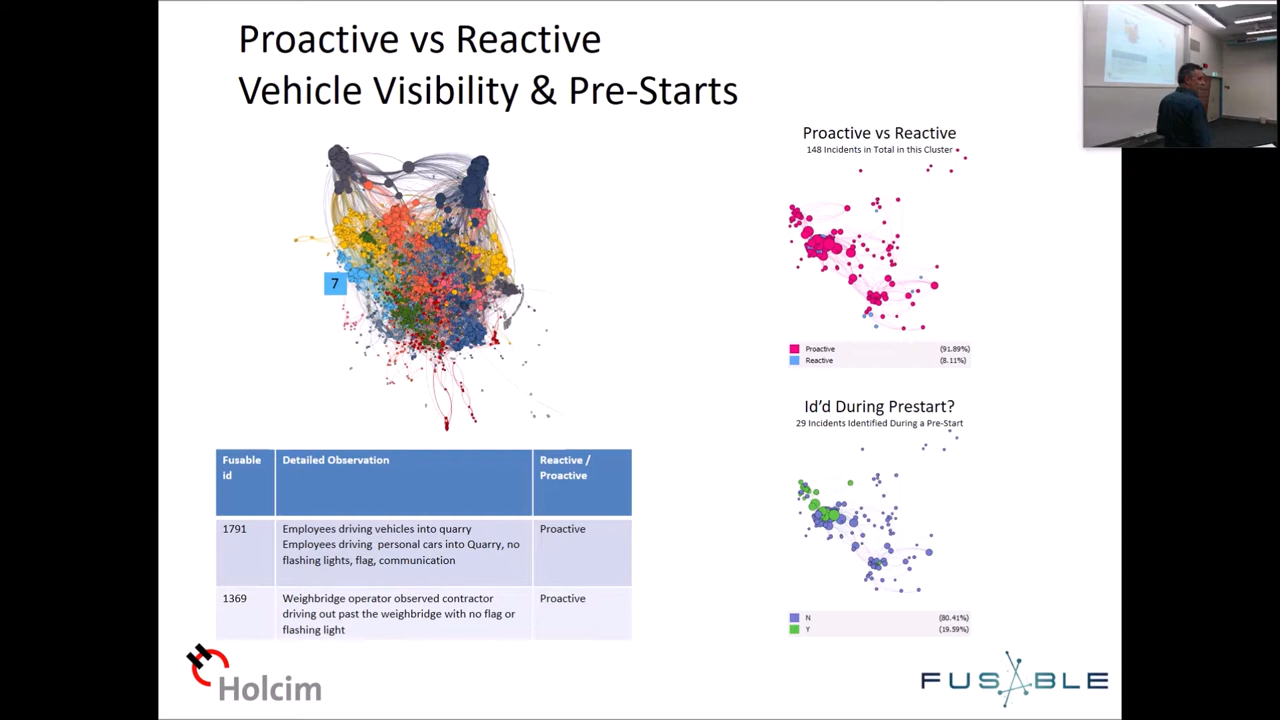 Proactive vs Reactive
Vehicle Visibility & Pre-Starts
7
Proactive vs Reactive
148 Incidents in Total in this Cluster
Proactive (91.89%)
Reactive (8.11%)
Id'd During Prestart?
29 Incidents Identified During a Pre-Start
N (80.41%)
Y (19.59%)
Fusable id
Detailed Observation
Reactive /
Proactive
1791
Employees driving vehicles into quarry
Employees driving personal cars into Quarry, no
flashing lights, flag, communication
Proactive
1369
Weighbridge operator observed contractor
driving out past the weighbridge with no flag or
flashing light
Proactive
Holcim
FUSABLE